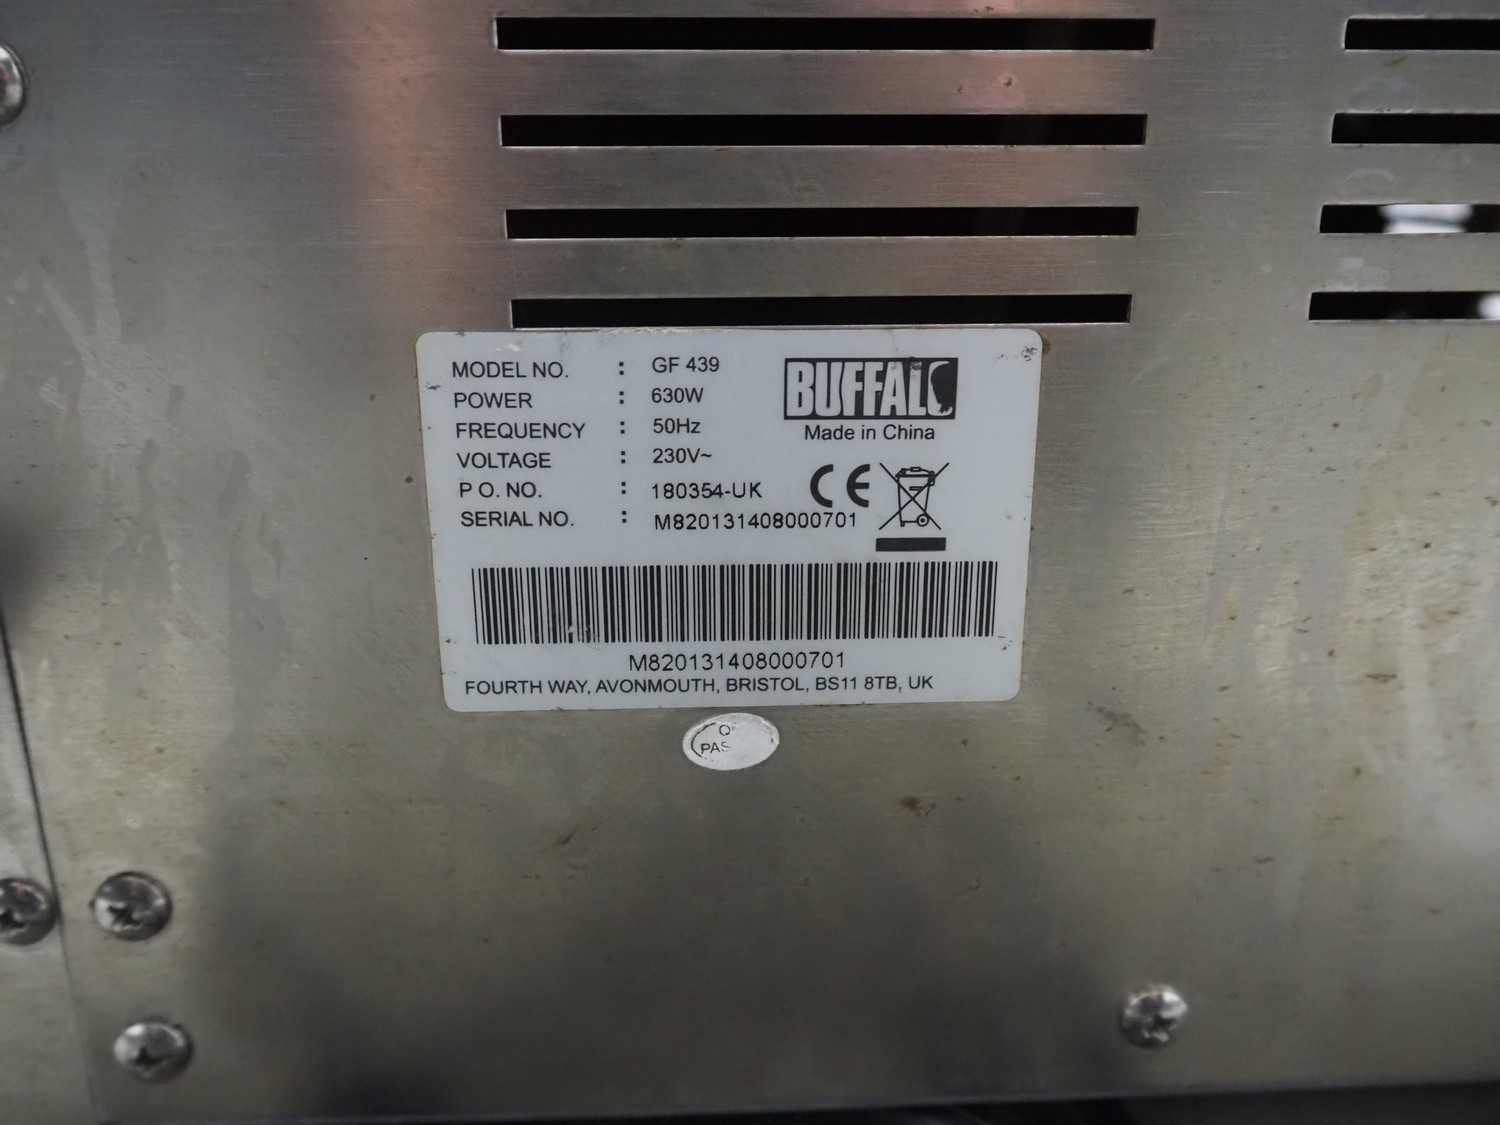 MODEL NO. : GF 439
POWER : 630W
FREQUENCY : 50Hz
VOLTAGE : 230V~
P O. NO. : 180354-UK
SERIAL NO. : M820131408000701
BUFFALO
Made in China
CE
M820131408000701
FOURTH WAY, AVONMOUTH, BRISTOL, BS11 8TB, UK